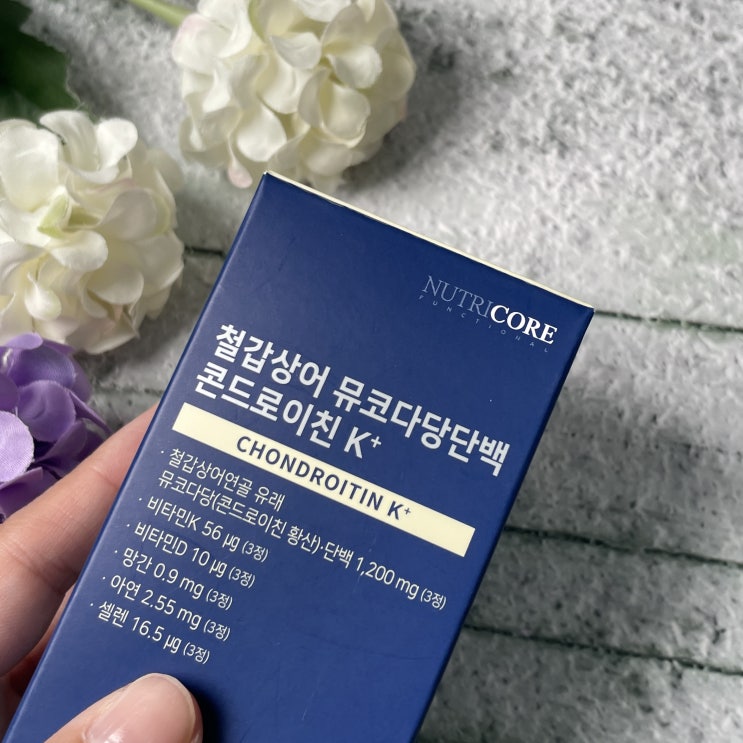 NUTRICORE
FUNCTIONAL
철갑상어 뮤코다당단백
콘드로이친 K⁺
CHONDROITIN K⁺
· 철갑상어연골 유래
뮤코다당(콘드로이친 황산)·단백 1,200 mg (3정)
· 비타민K 56 μg (3정)
· 비타민D 10 μg (3정)
· 망간 0.9 mg (3정)
· 아연 2.55 mg (3정)
· 셀렌 16.5 μg (3정)